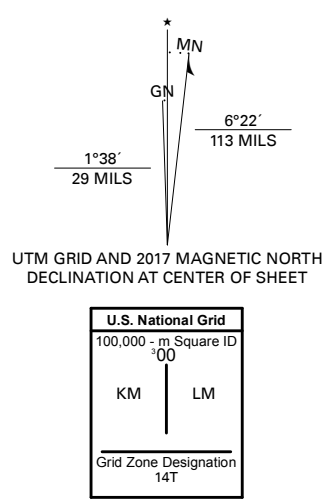 ★
MN
GN
6°22´
113 MILS
1°38´
29 MILS
UTM GRID AND 2017 MAGNETIC NORTH
DECLINATION AT CENTER OF SHEET
U.S. National Grid
100,000 - m Square ID
³00
KM LM
Grid Zone Designation
14T